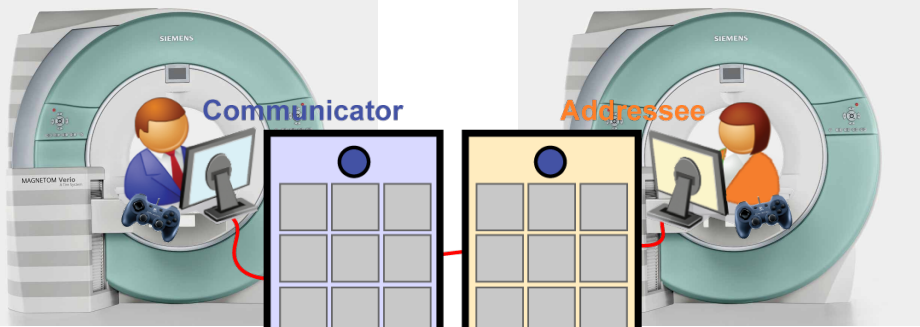 SIEMENS
SIEMENS
Communicator
Addressee
MAGNETOM Verio